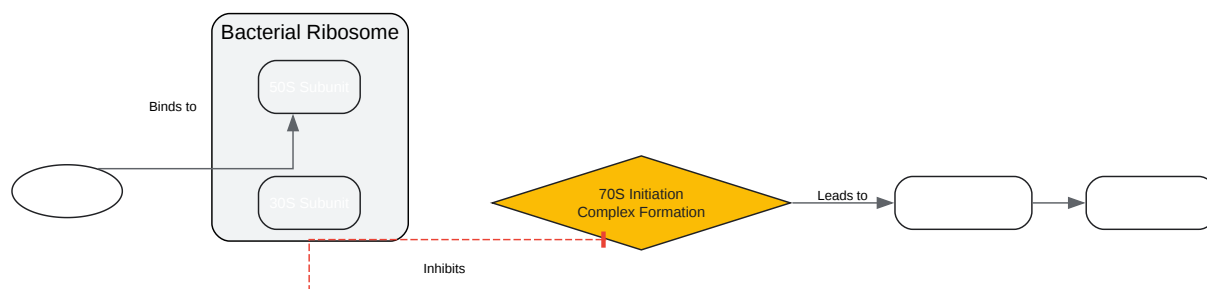 Bacterial Ribosome
50S Subunit
Binds to
30S Subunit
70S Initiation
Complex Formation
Leads to
Inhibits